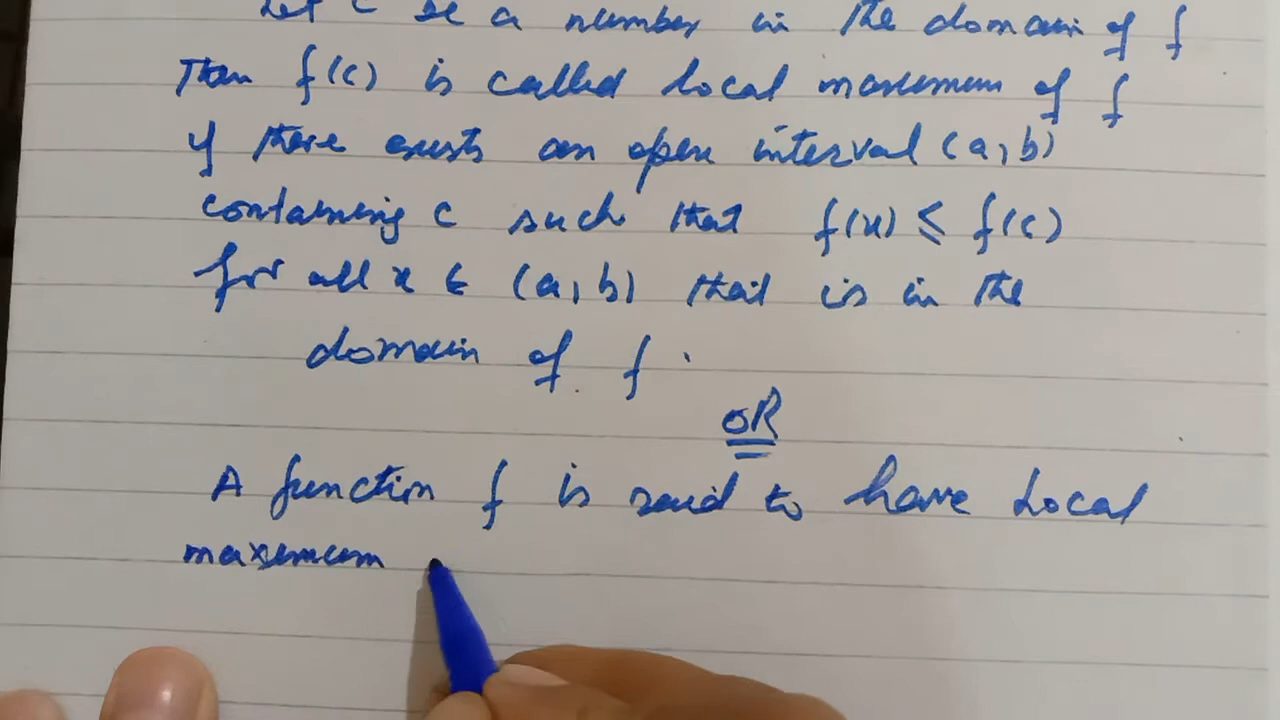 Let C be a number in the domain of f
Then f(c) is called Local maximum of f
if there exists an open interval (a, b)
containing C such that f(x) ≤ f(c)
for all x ∈ (a, b) that is in the
domain of f.
OR
A function f is said to have Local
maximum